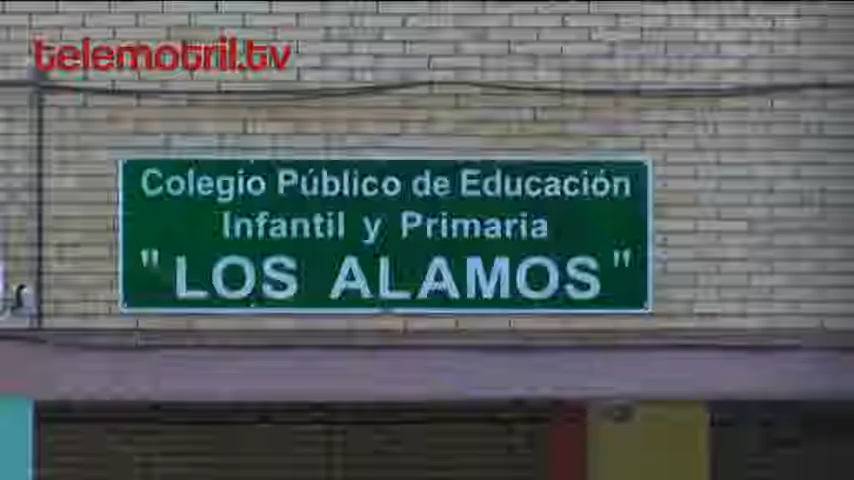 telemotril.tv
Colegio Público de Educación
Infantil y Primaria
"LOS ALAMOS"